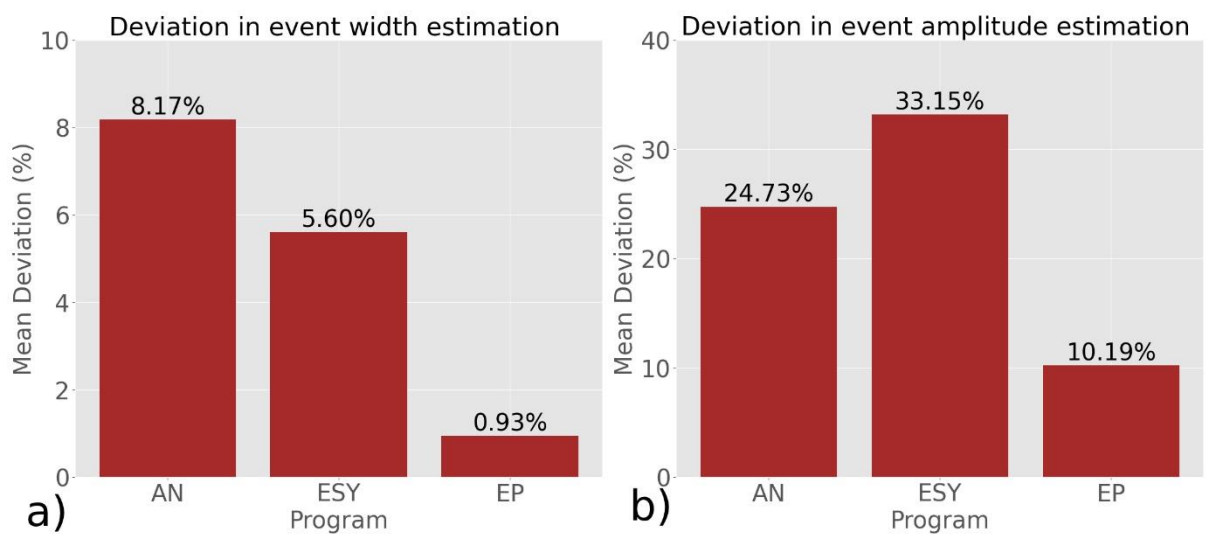 Deviation in event width estimation
10
8
6
4
2
0
Mean Deviation (%)
8.17%
5.60%
0.93%
AN ESY EP
Program
a)
Deviation in event amplitude estimation
40
30
20
10
0
Mean Deviation (%)
24.73%
33.15%
10.19%
AN ESY EP
Program
b)